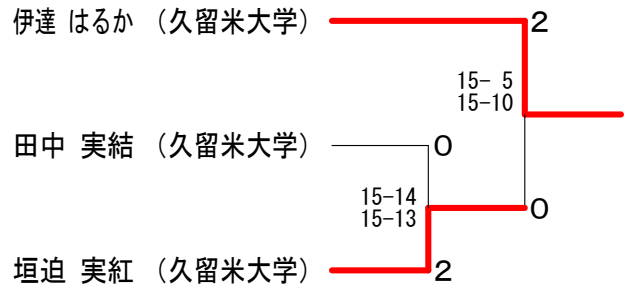 伊達 はるか （久留米大学） 2
15- 5
15-10
田中 実結 （久留米大学） 0
15-14
15-13
0
垣迫 実紅 （久留米大学） 2